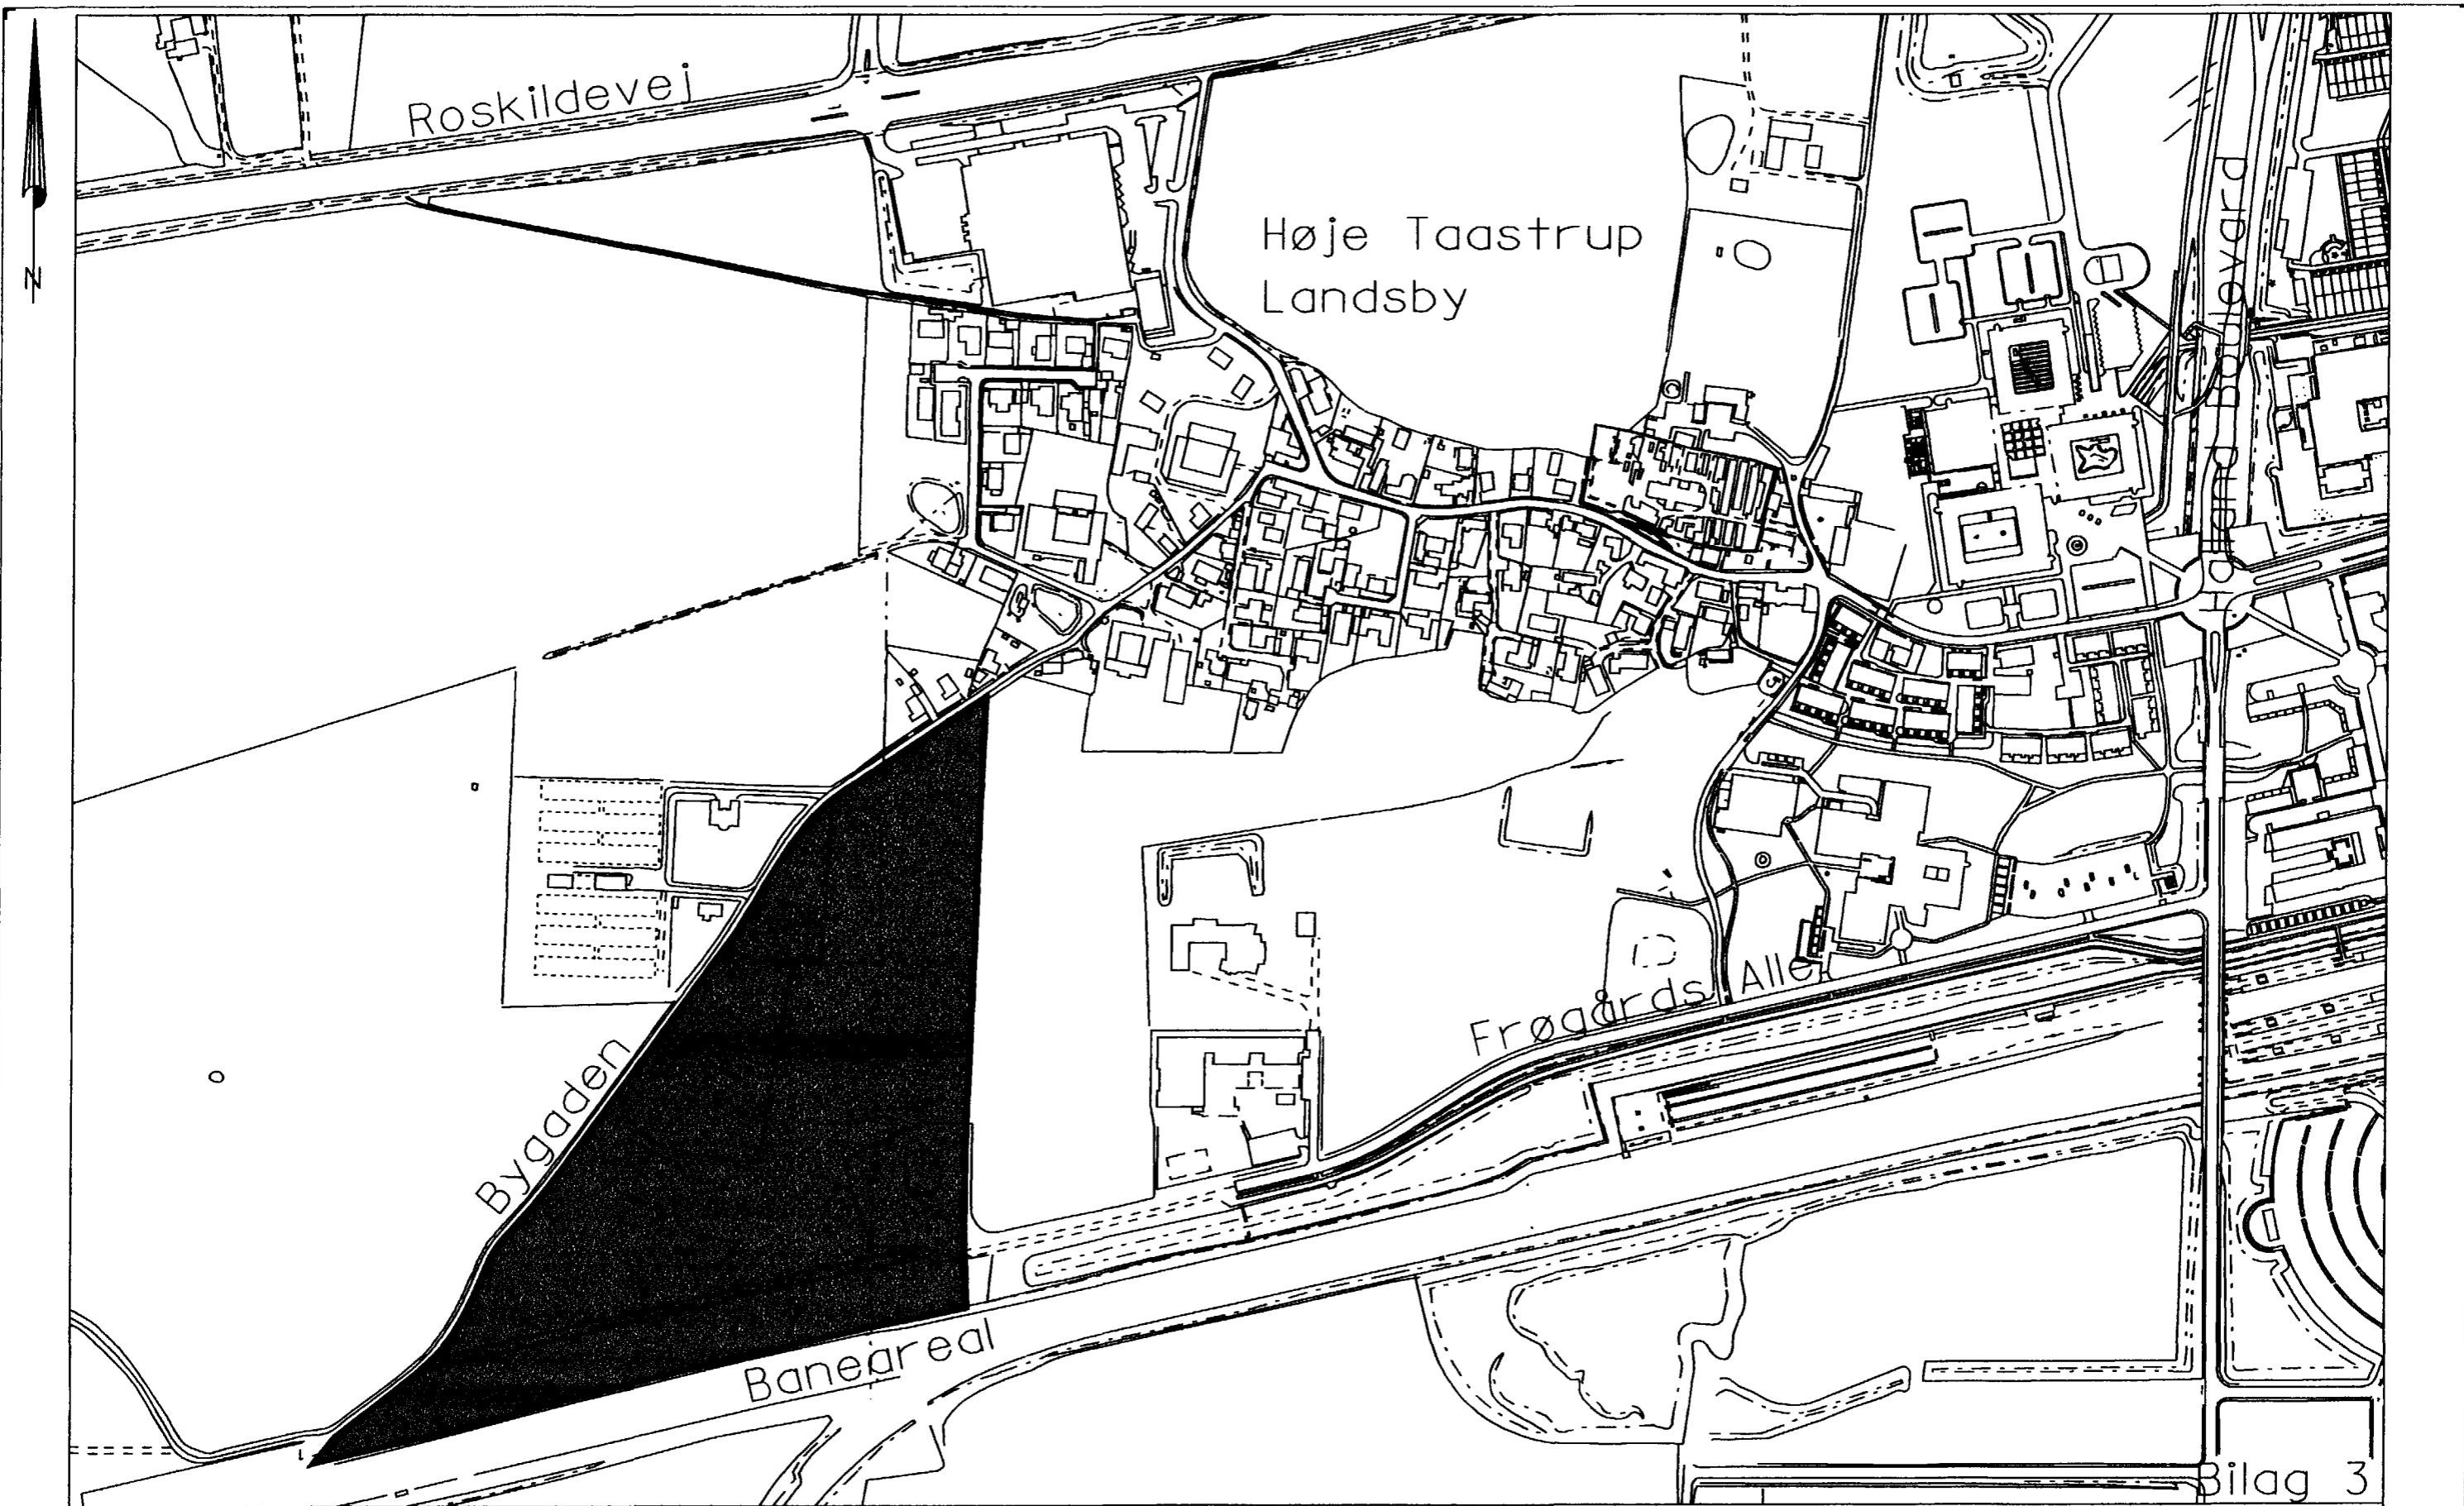 Roskildevej
Høje Taastrup
Landsby
N
Bygaden
Frøgårds Alle
Baneareal
Bilag 3